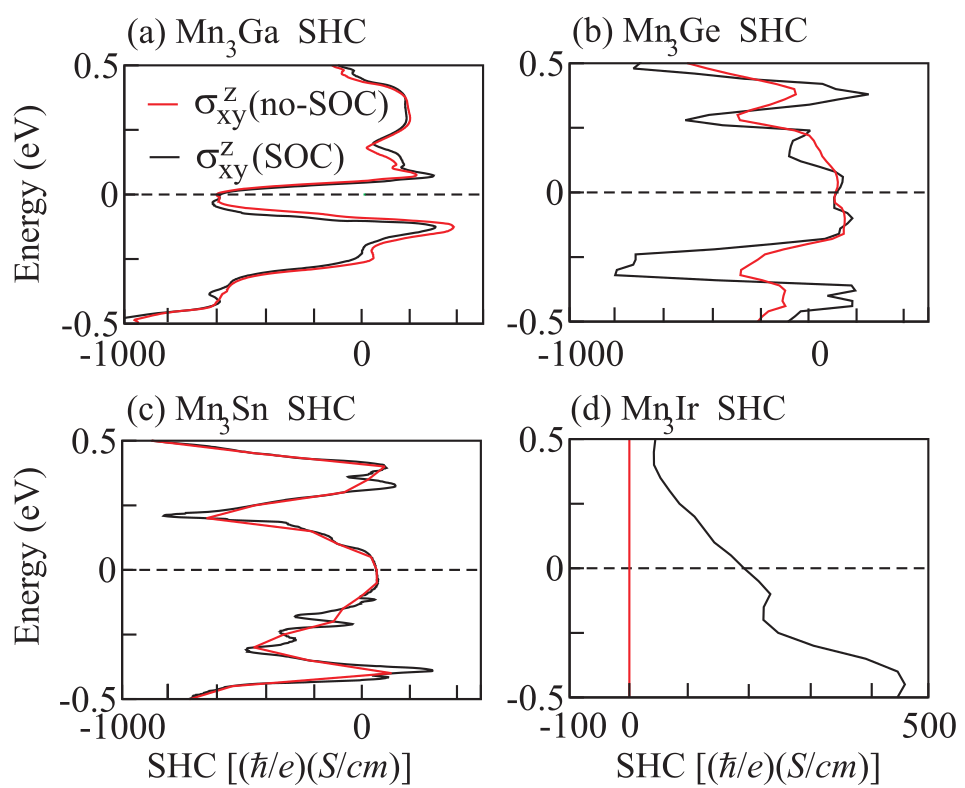 (a) Mn3Ga SHC
0.5
σ^z_xy(no-SOC)
σ^z_xy(SOC)
0
-0.5
-1000 0
Energy (eV)
(b) Mn3Ge SHC
0.5
0
-0.5
-1000 0
(c) Mn3Sn SHC
0.5
0
-0.5
-1000 0
Energy (eV)
SHC [(ħ/e)(S/cm)]
(d) Mn3Ir SHC
0.5
0
-0.5
-100 0 500
SHC [(ħ/e)(S/cm)]